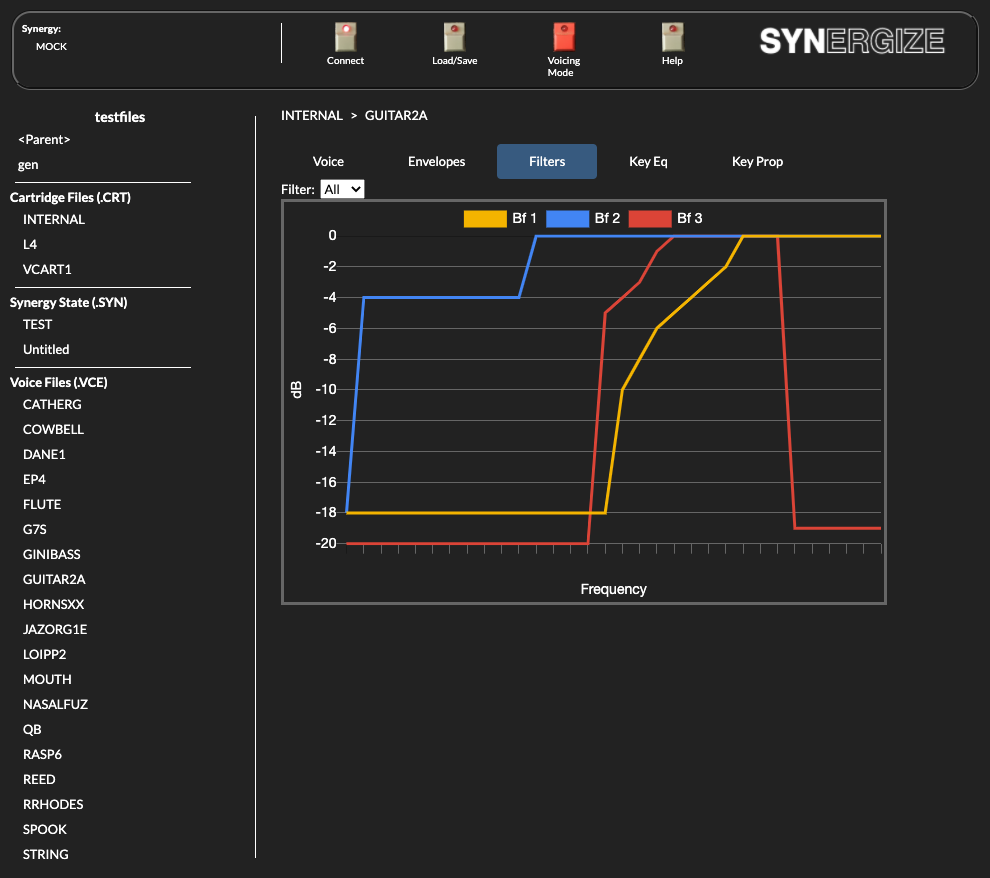 Synergy:
MOCK
Connect
Load/Save
Voicing
Mode
Help
SYNERGIZE
testfiles
<Parent>
gen
Cartridge Files (.CRT)
INTERNAL
L4
VCART1
Synergy State (.SYN)
TEST
Untitled
Voice Files (.VCE)
CATHERG
COWBELL
DANE1
EP4
FLUTE
G7S
GINIBASS
GUITAR2A
HORNSXX
JAZORG1E
LOIPP2
MOUTH
NASALFUZ
QB
RASP6
REED
RRHODES
SPOOK
STRING
INTERNAL > GUITAR2A
Voice Envelopes Filters Key Eq Key Prop
Filter: All
Bf 1 Bf 2 Bf 3
0
-2
-4
-6
-8
-10
-12
-14
-16
-18
-20
dB
Frequency